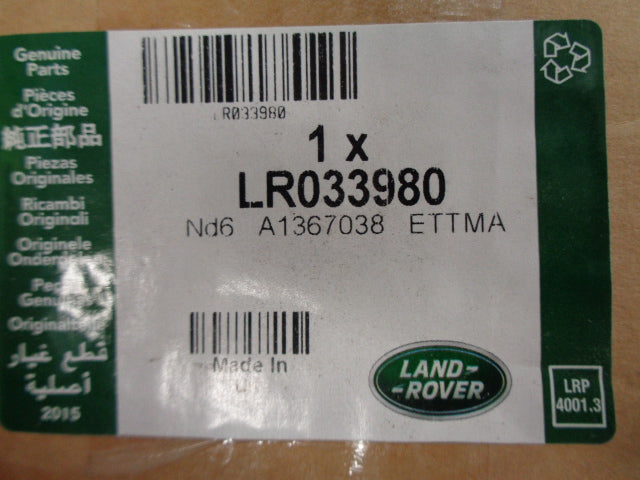 Genuine
Parts
Pièces
d'Origine
純正部品
Piezas
Originales
Ricambi
Originali
Originele
Onderdelen
قطع غيار
أصلية
2015
LR033980
1 x
LR033980
Nd6 A1367038 ETTMA
Made In
LAND-
-ROVER
LRP
4001.3